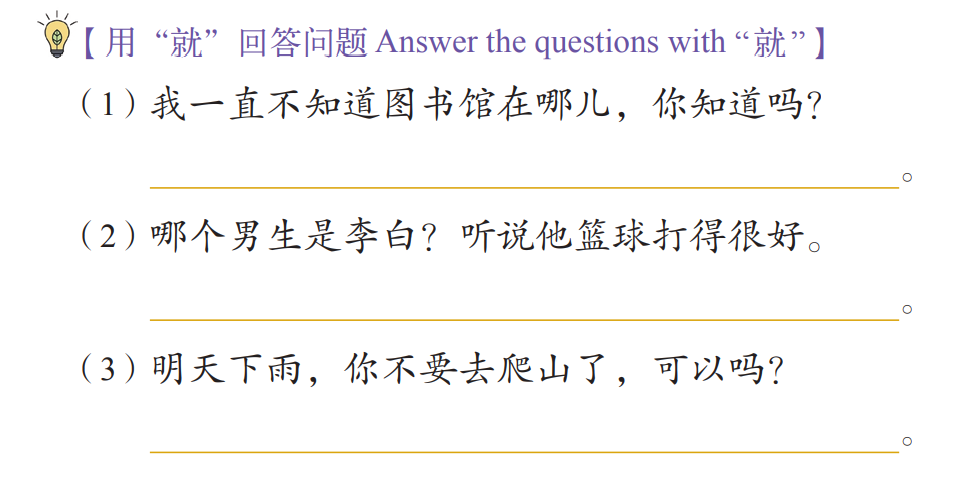 【用“就”回答问题 Answer the questions with “就”】
（1）我一直不知道图书馆在哪儿，你知道吗？
。
（2）哪个男生是李白？听说他篮球打得很好。
。
（3）明天下雨，你不要去爬山了，可以吗？
。